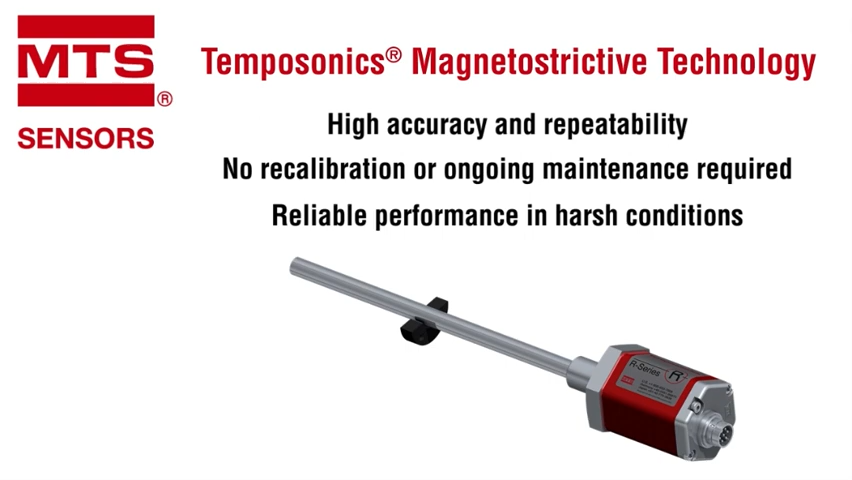 MTS
®
SENSORS
Temposonics® Magnetostrictive Technology
High accuracy and repeatability
No recalibration or ongoing maintenance required
Reliable performance in harsh conditions
R-Series
R